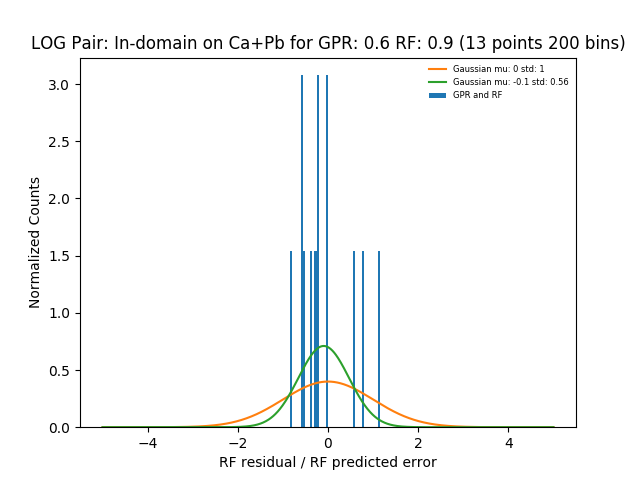 LOG Pair: In-domain on Ca+Pb for GPR: 0.6 RF: 0.9 (13 points 200 bins)
Gaussian mu: 0 std: 1
Gaussian mu: -0.1 std: 0.56
GPR and RF
Normalized Counts
3.0
2.5
2.0
1.5
1.0
0.5
0.0
−4
−2
0
2
4
RF residual / RF predicted error